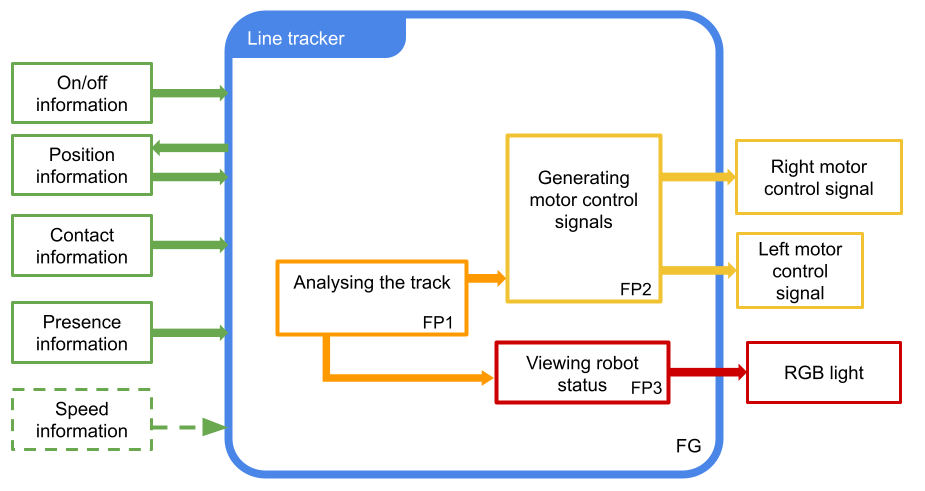 Line tracker
On/off
information
Position
information
Contact
information
Presence
information
Speed
information
Analysing the track
FP1
Generating
motor control
signals
FP2
Viewing robot
status
FP3
FG
Right motor
control signal
Left motor
control
signal
RGB light